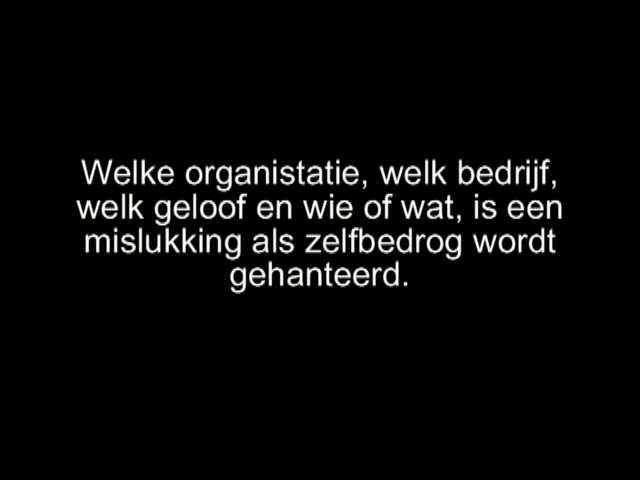 Welke organistatie, welk bedrijf,
welk geloof en wie of wat, is een
mislukking als zelfbedrog wordt
gehanteerd.